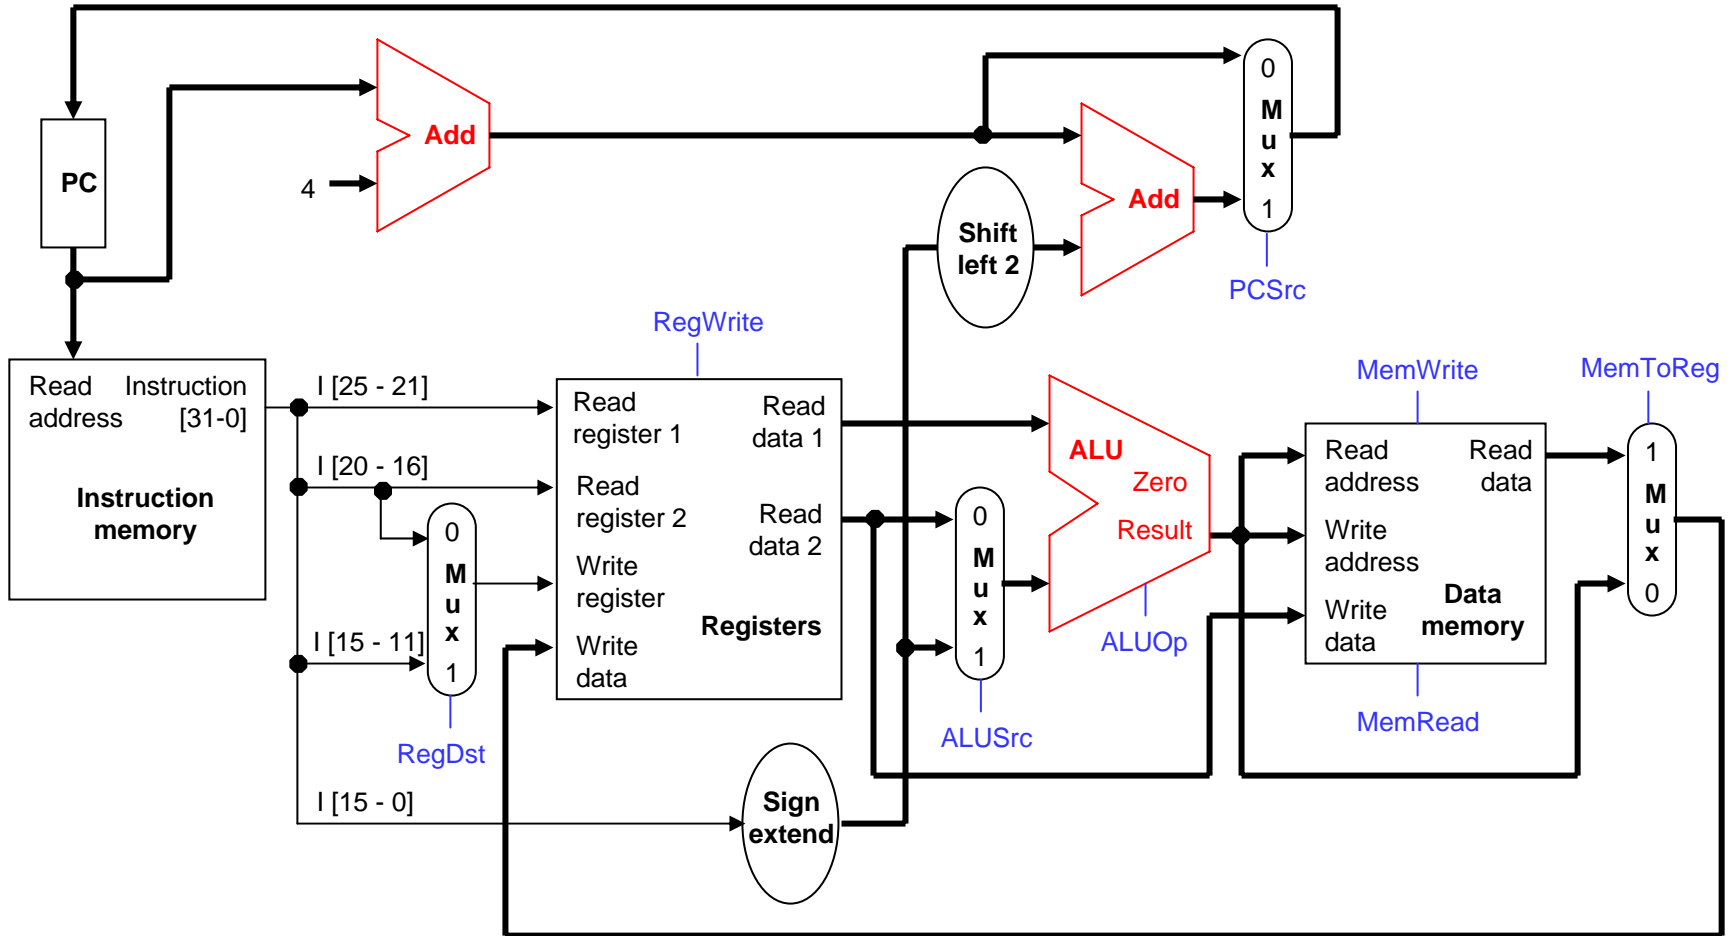 PC
Add
4
Shift
left 2
Add
0
M
u
x
1
PCSrc
Read
address
Instruction
[31-0]
Instruction
memory
I [25 - 21]
I [20 - 16]
I [15 - 11]
I [15 - 0]
0
M
u
x
1
RegDst
RegWrite
Read
register 1
Read
register 2
Write
register
Write
data
Read
data 1
Read
data 2
Registers
Sign
extend
0
M
u
x
1
ALUSrc
ALU
Zero
Result
ALUOp
MemWrite
Read
address
Write
address
Write
data
Read
data
Data
memory
MemRead
MemToReg
1
M
u
x
0